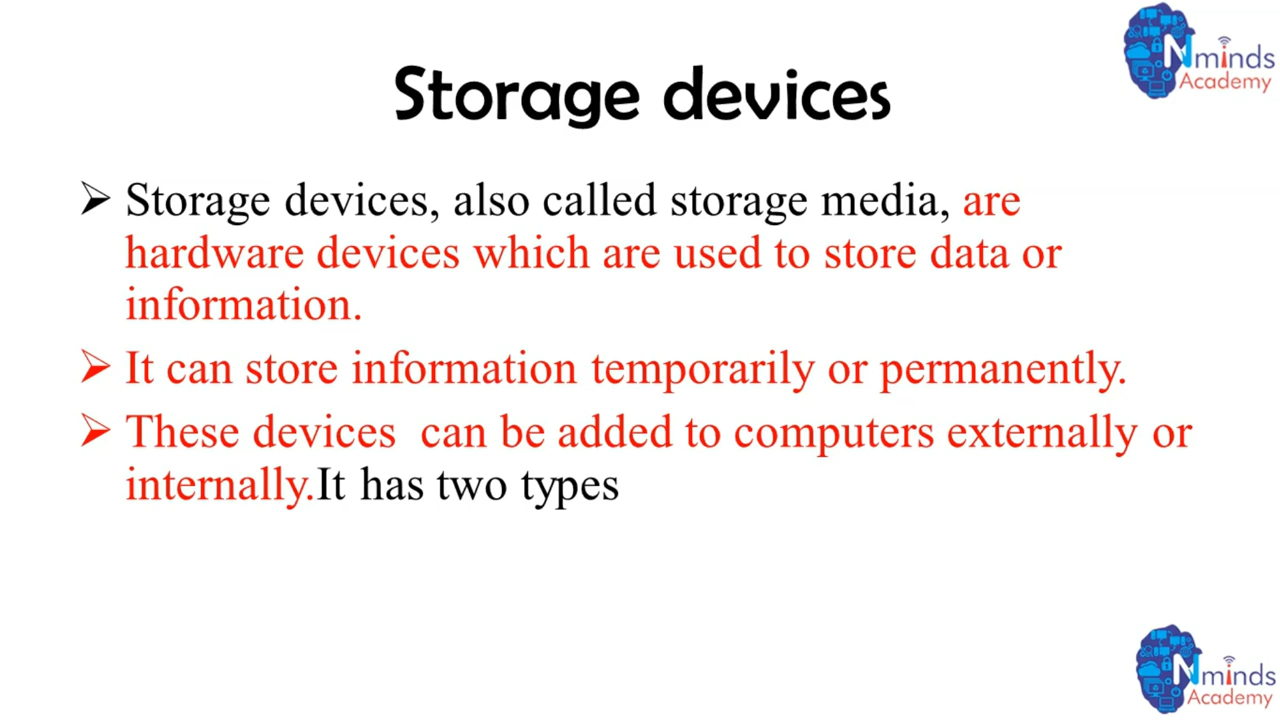 Nminds
Academy
Storage devices
➢ Storage devices, also called storage media, are
hardware devices which are used to store data or
information.
➢ It can store information temporarily or permanently.
➢ These devices  can be added to computers externally or
internally.It has two types
Nminds
Academy